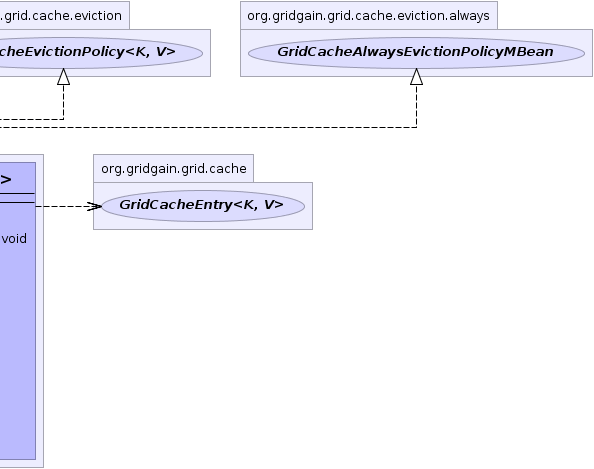 .grid.cache.eviction
org.gridgain.grid.cache.eviction.always
cheEvictionPolicy<K, V>
GridCacheAlwaysEvictionPolicyMBean
org.gridgain.grid.cache
>
GridCacheEntry<K, V>
void